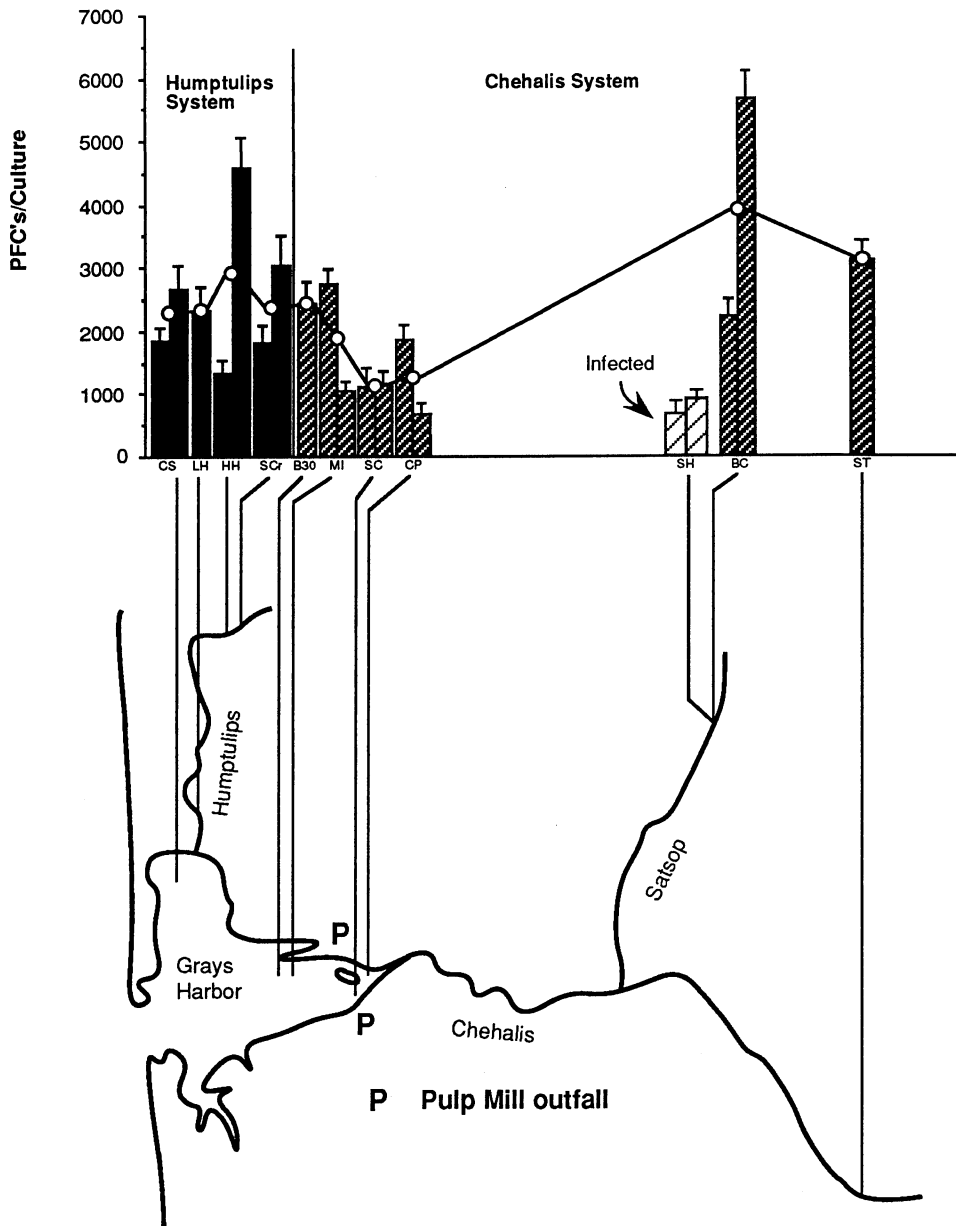 7000
6000
5000
4000
3000
2000
1000
0
PFC's/Culture
Humptulips
System
Chehalis System
Infected
CS LH HH SCr B30 MI SC CP SH BC ST
Humptulips
Satsop
P
Grays
Harbor
P
Chehalis
P Pulp Mill outfall